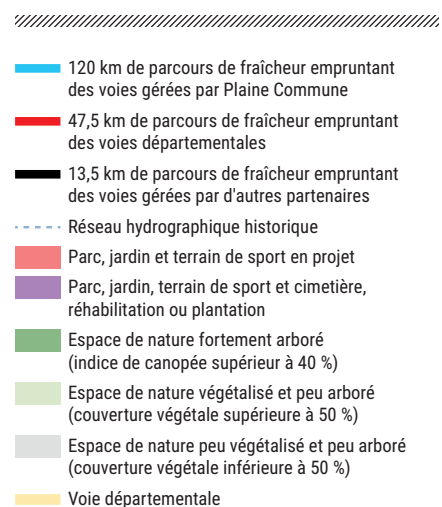 120 km de parcours de fraîcheur empruntant
des voies gérées par Plaine Commune
47,5 km de parcours de fraîcheur empruntant
des voies départementales
13,5 km de parcours de fraîcheur empruntant
des voies gérées par d'autres partenaires
Réseau hydrographique historique
Parc, jardin et terrain de sport en projet
Parc, jardin, terrain de sport et cimetière,
réhabilitation ou plantation
Espace de nature fortement arboré
(indice de canopée supérieur à 40 %)
Espace de nature végétalisé et peu arboré
(couverture végétale supérieure à 50 %)
Espace de nature peu végétalisé et peu arboré
(couverture végétale inférieure à 50 %)
Voie départementale